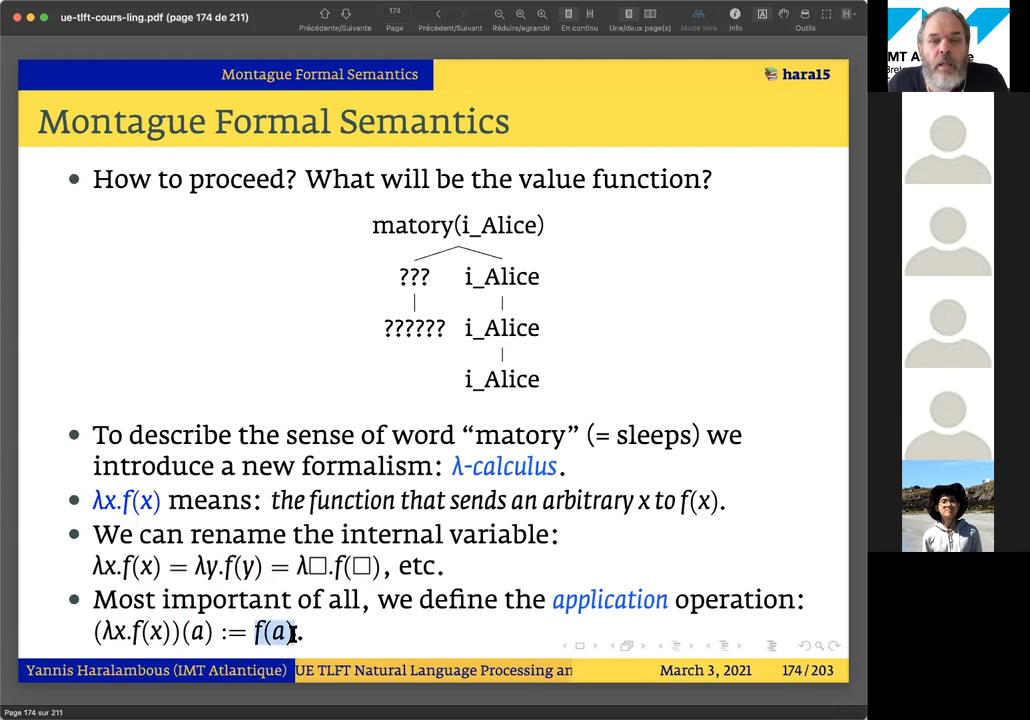 ue-tlft-cours-ling.pdf (page 174 de 211)
174
Précédente/Suivante
Page
Précédent/Suivant
Réduire/agrandir
En continu
Une/deux page(s)
Mode livre
Info
Outils
Montague Formal Semantics
hara15
Montague Formal Semantics
• How to proceed? What will be the value function?
matory(i_Alice)
??? i_Alice
?????? i_Alice
i_Alice
• To describe the sense of word “matory” (= sleeps) we
introduce a new formalism: λ-calculus.
• λx.f(x) means: the function that sends an arbitrary x to f(x).
• We can rename the internal variable:
λx.f(x) = λy.f(y) = λ□.f(□), etc.
• Most important of all, we define the application operation:
(λx.f(x))(a) := f(a).
Yannis Haralambous (IMT Atlantique)
UE TLFT Natural Language Processing an
March 3, 2021
174 / 203
Page 174 sur 211